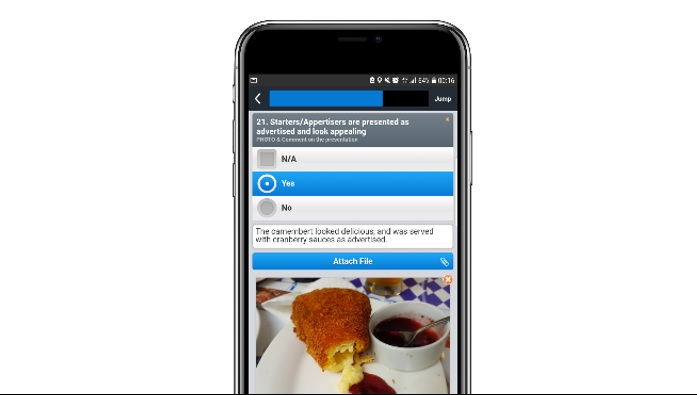 64% 00:16
Jump
21. Starters/Appertisers are presented as
advertised and look appealing
PHOTO & Comment on the presentation
N/A
Yes
No
The camembert looked delicious, and was served
with cranberry sauces as advertised.
Attach File